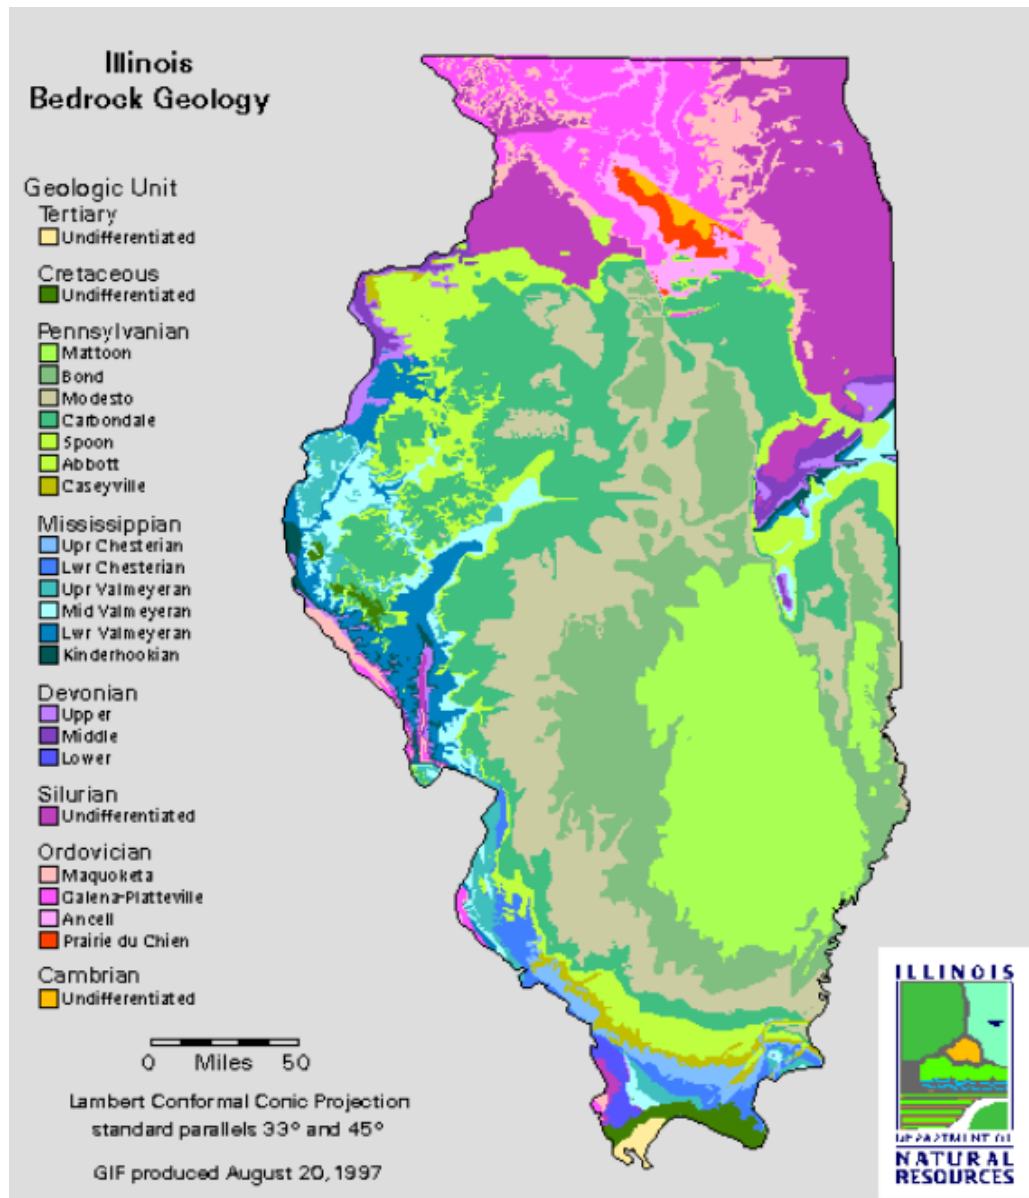 Illinois
Bedrock Geology
Geologic Unit
Tertiary
Undifferentiated
Cretaceous
Undifferentiated
Pennsylvanian
Mattoon
Bond
Modesto
Carbondale
Spoon
Abbott
Caseyville
Mississippian
Upr Chesterian
Lwr Chesterian
Upr Valmeyeran
Mid Valmeyeran
Lwr Valmeyeran
Kinderhookian
Devonian
Upper
Middle
Lower
Silurian
Undifferentiated
Ordovician
Maquoketa
Galena-Platteville
Ancell
Prairie du Chien
Cambrian
Undifferentiated
0 Miles 50
Lambert Conformal Conic Projection
standard parallels 33° and 45°
GIF produced August 20, 1997
ILLINOIS
DEPARTMENT OF
NATURAL
RESOURCES